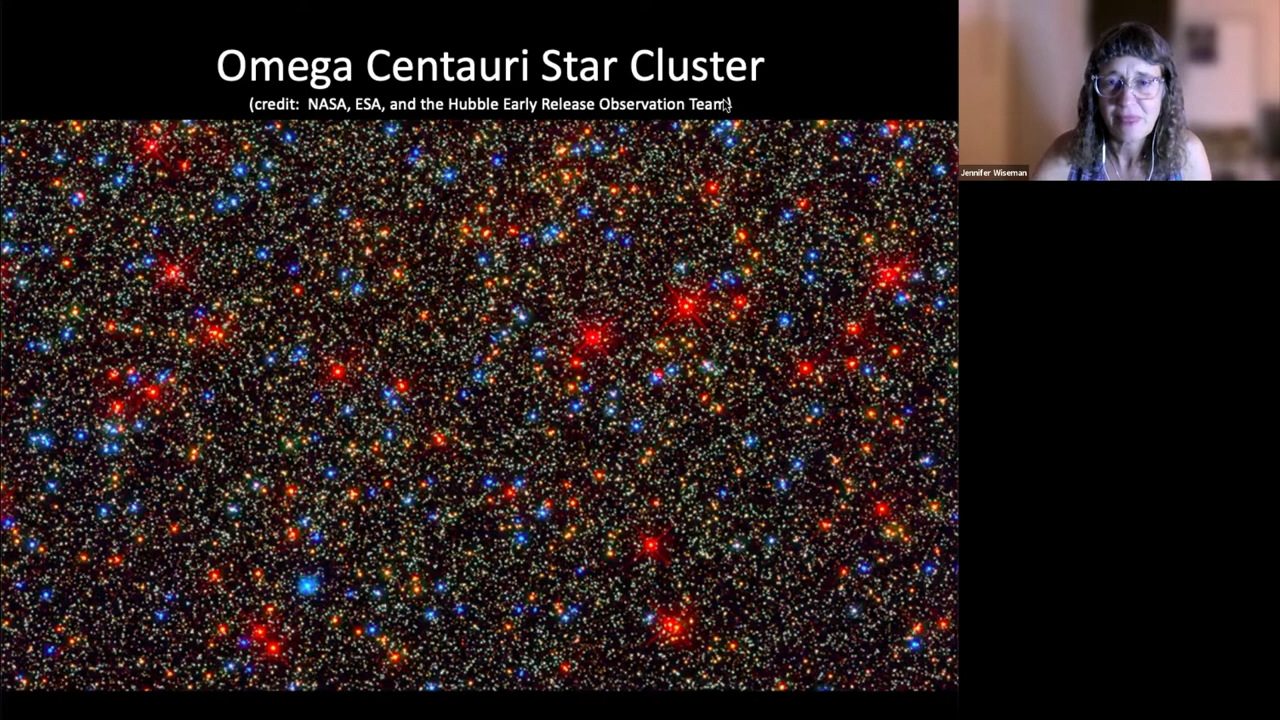 Omega Centauri Star Cluster
(credit: NASA, ESA, and the Hubble Early Release Observation Team)
Jennifer Wiseman